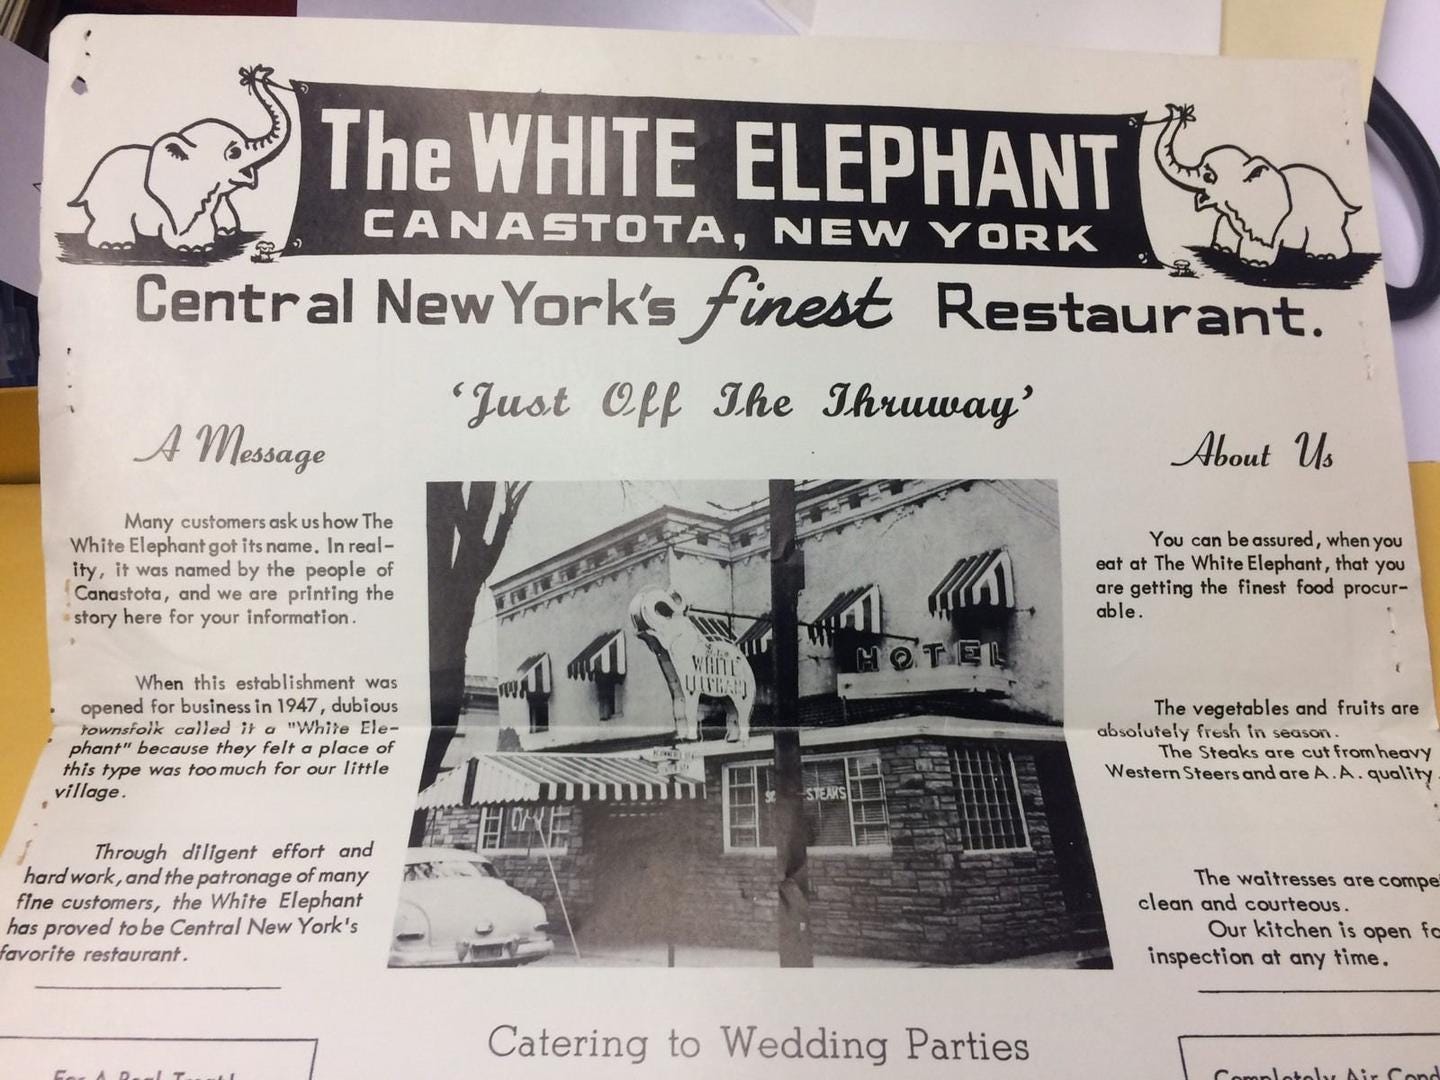 The WHITE ELEPHANT
CANASTOTA, NEW YORK
Central New York's finest Restaurant.
'Just Off The Thruway'
A Message
Many customers ask us how The
White Elephant got its name. In real-
ity, it was named by the people of
Canastota, and we are printing the
story here for your information.
When this establishment was
opened for business in 1947, dubious
townsfolk called it a "White Ele-
phant" because they felt a place of
this type was too much for our little
village.
Through diligent effort and
hard work, and the patronage of many
fine customers, the White Elephant
has proved to be Central New York's
favorite restaurant.
The
WHITE
ELEPHANT
HOTEL
STEAKS
About Us
You can be assured, when you
eat at The White Elephant, that you
are getting the finest food procur-
able.
The vegetables and fruits are
absolutely fresh in season.
The Steaks are cut from heavy
Western Steers and are A.A. quality.
The waitresses are compe
clean and courteous.
Our kitchen is open fo
inspection at any time.
Catering to Wedding Parties
For A Real Treat!
Completely Air Cond